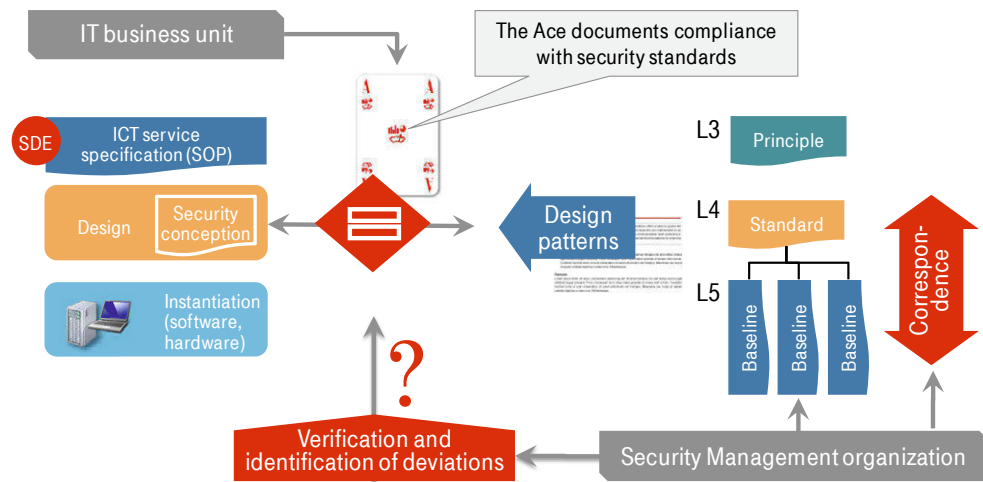 IT business unit
The Ace documents compliance
with security standards
A
A
A
A
SDE
ICT service
specification (SOP)
Design
Security
conception
Instantiation
(software,
hardware)
Design
patterns
L3
Principle
L4
Standard
L5
Baseline
Baseline
Baseline
Correspon-
dence
?
Verification and
identification of deviations
Security Management organization